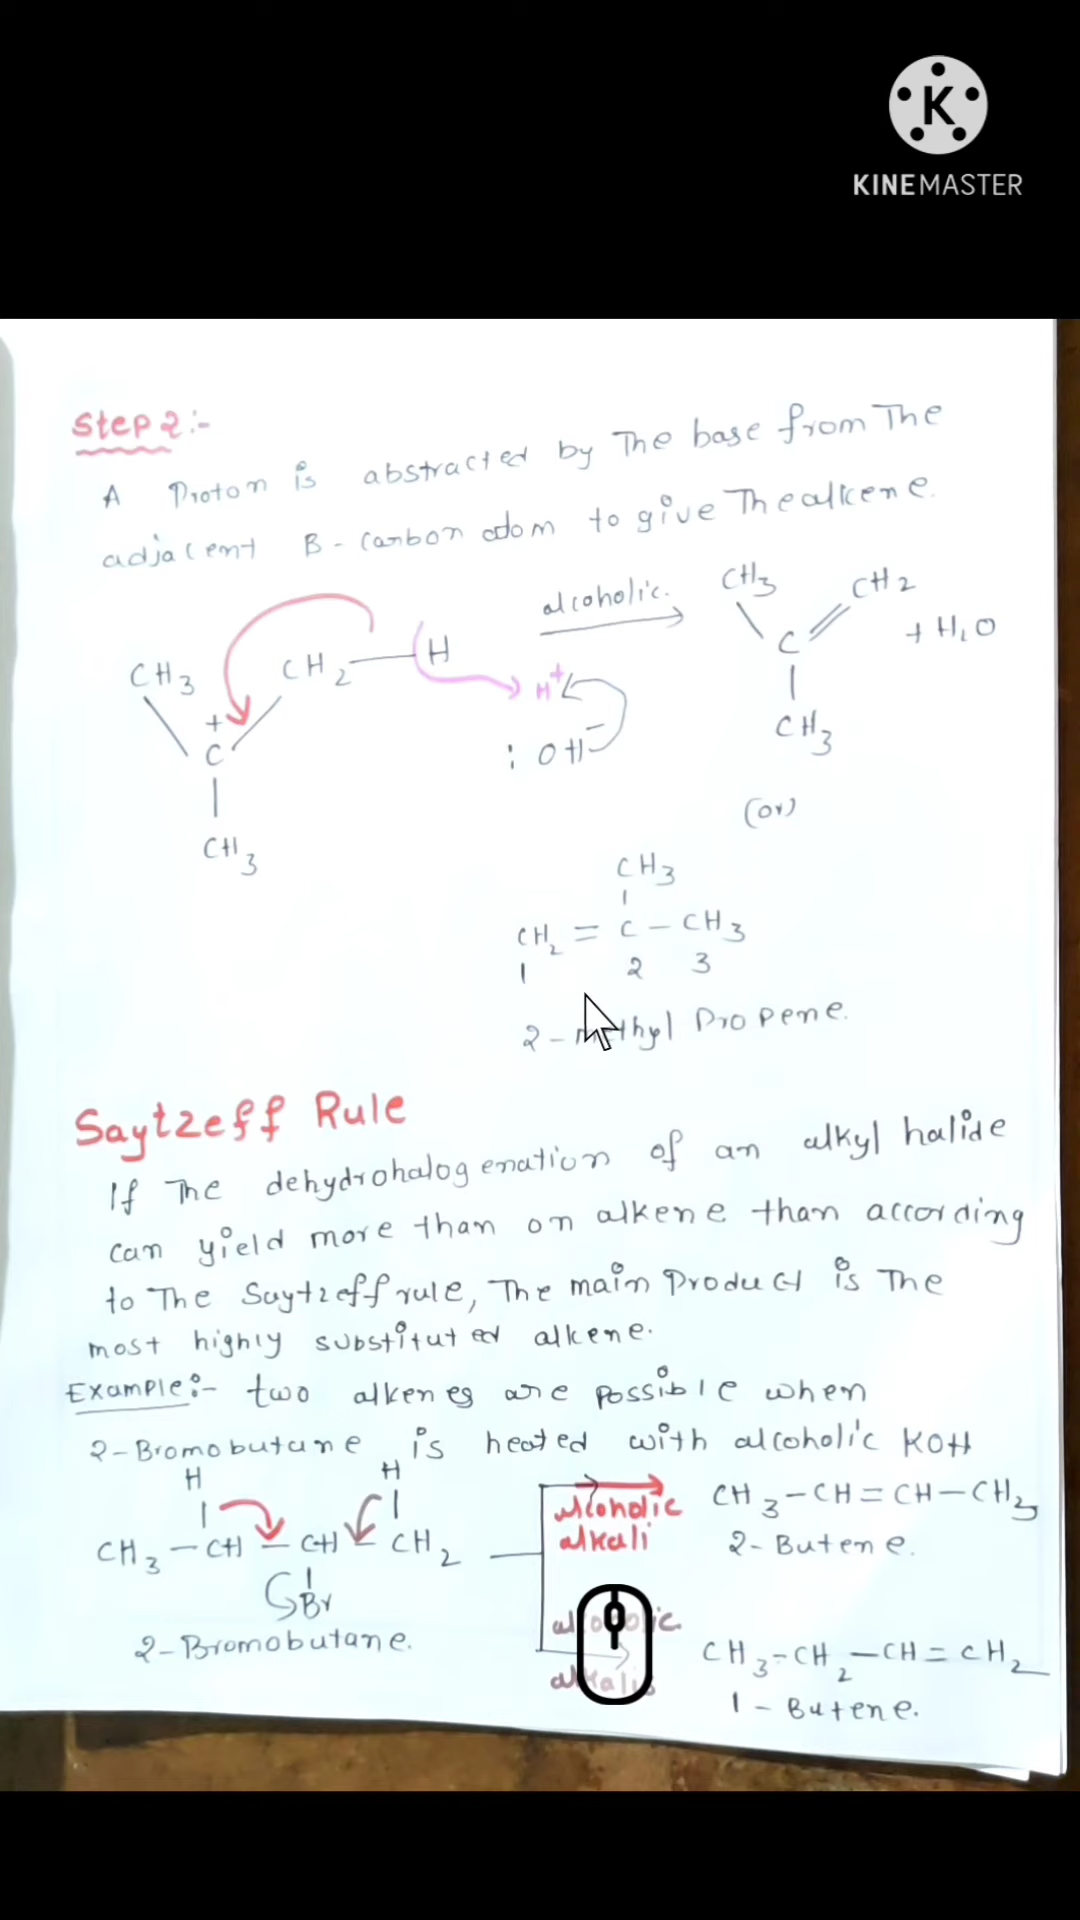 K
KINEMASTER
Step 2:-
A Proton is abstracted by The base from The
adjacent B-carbon adom to give The alkene.
CH3 CH2
alcoholic.
CH3 CH2 — H
C + H2O
H+
+
C
: OH-
CH3
CH3
(or)
CH3
CH2 = C - CH3
1 2 3
2-Methyl Propene.
Saytzeff Rule
If The dehydrohalogenation of an alkyl halide
can yield more than on alkene than according
to The Saytzeff rule, The main Product is The
most highly substituted alkene.
Example:- two alkenes are possible when
2-Bromobutane is heated with alcoholic KOH
H H
alcoholic
alkali
CH3-CH=CH-CH3
CH3-CH-CH-CH2
2-Butene.
Br
2-Bromobutane.
alcoholic.
alkalis
CH3-CH2-CH=CH2
1-Butene.